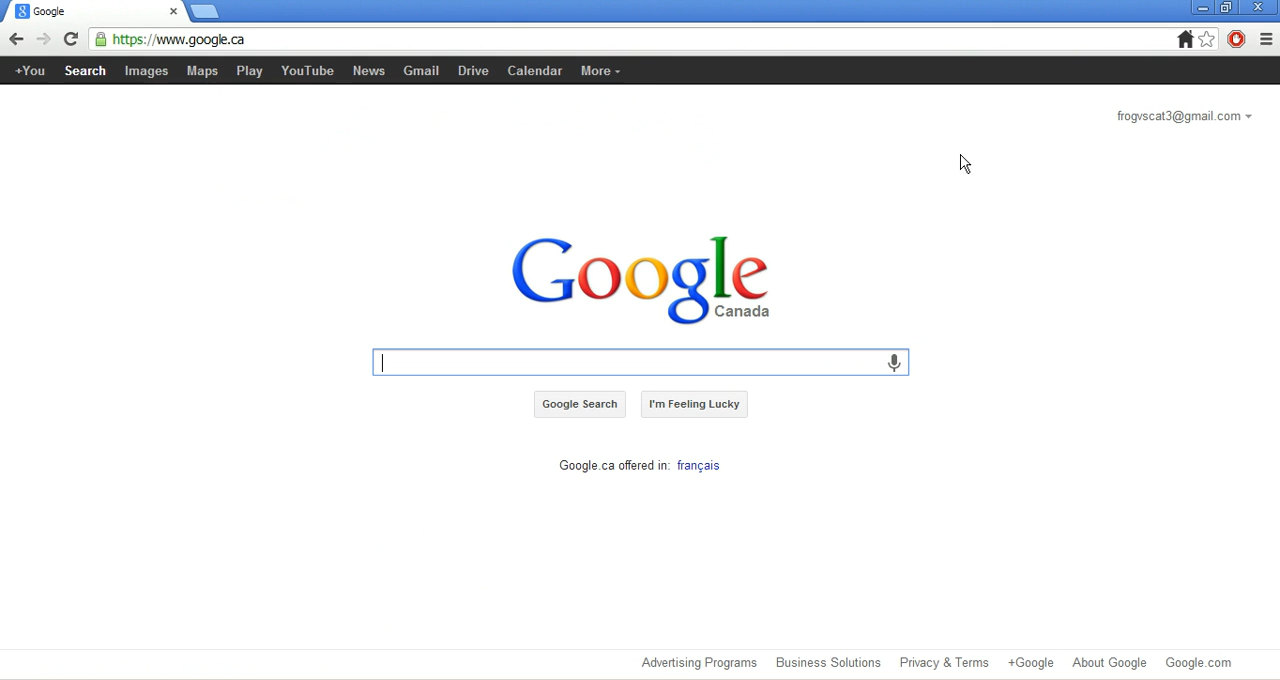 Google
https://www.google.ca
+You Search Images Maps Play YouTube News Gmail Drive Calendar More
frogvscat3@gmail.com
Google
Canada
Google Search I'm Feeling Lucky
Google.ca offered in: français
Advertising Programs Business Solutions Privacy & Terms +Google About Google Google.com